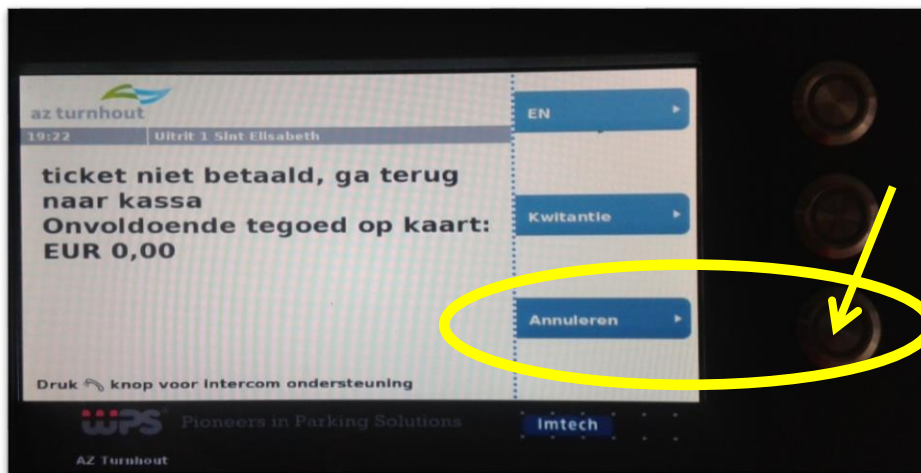 az turnhout
19:22 Uitrit 1 Sint Elisabeth
ticket niet betaald, ga terug
naar kassa
Onvoldoende tegoed op kaart:
EUR 0,00
Druk knop voor intercom ondersteuning
EN
Kwitantie
Annuleren
WPS Pioneers in Parking Solutions
Imtech
AZ Turnhout